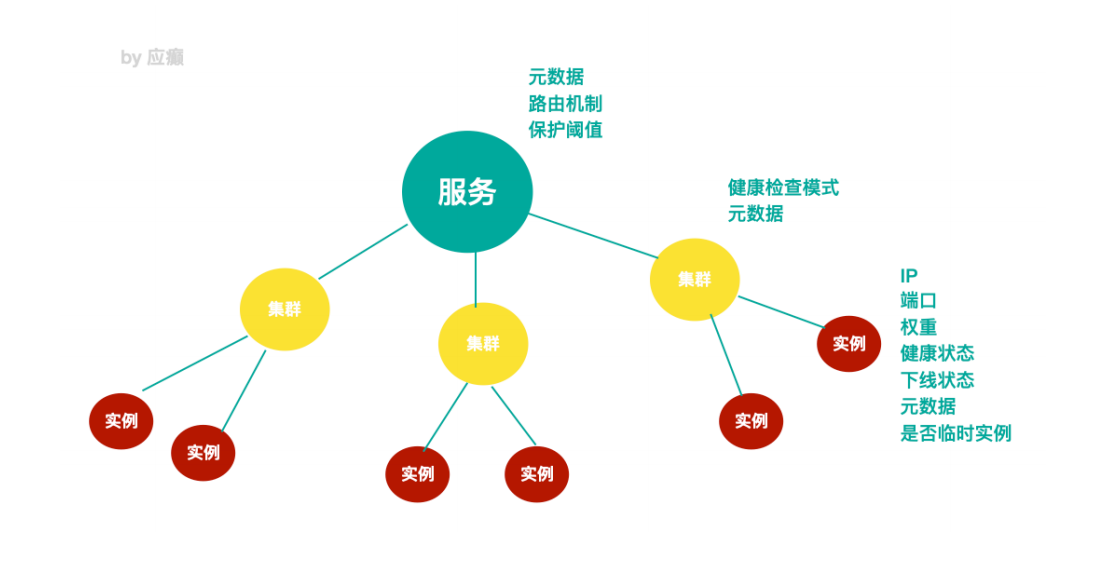 by 应癫
元数据
路由机制
保护阈值
服务
健康检查模式
元数据
集群
集群
集群
IP
端口
权重
健康状态
下线状态
元数据
是否临时实例
实例
实例
实例
实例
实例
实例